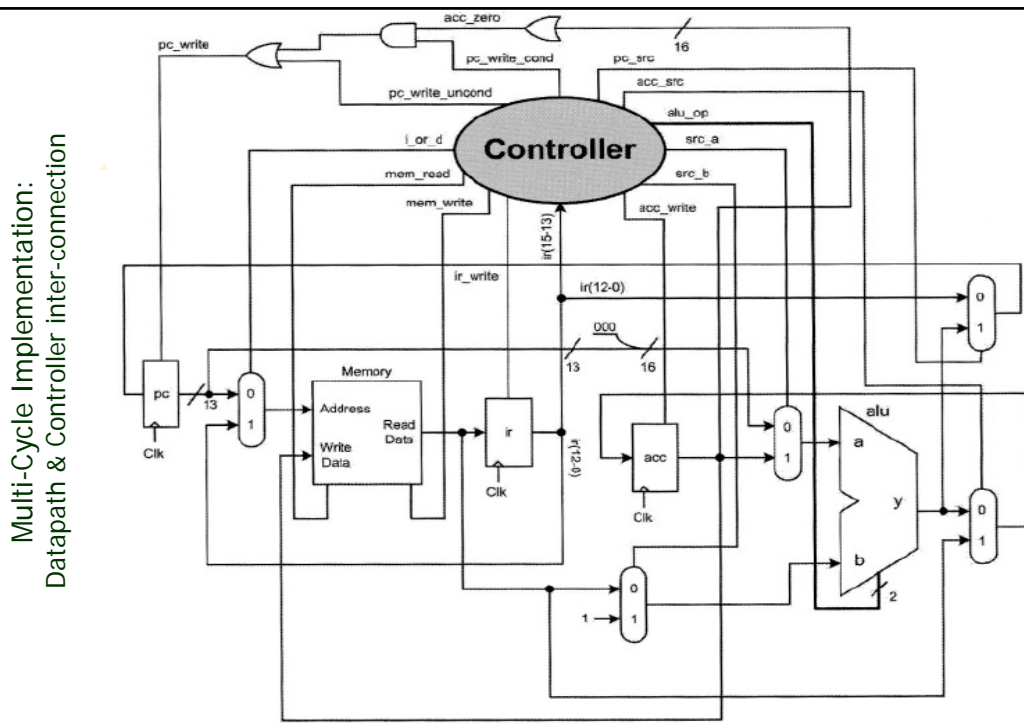 Multi-Cycle Implementation:
Datapath & Controller inter-connection
acc_zero
16
pc_write
pc_write_cond
pc_src
acc_src
pc_write_uncond
alu_op
i_or_d
Controller
src_a
mem_read
src_b
mem_write
acc_write
ir(15-13)
ir_write
ir(12-0)
0
1
000
13
16
Memory
pc
13
0
1
Address
Read
Data
Write
Data
ir
ir(12-0)
acc
0
1
alu
a
y
b
0
1
Clk
Clk
Clk
0
1
1
2